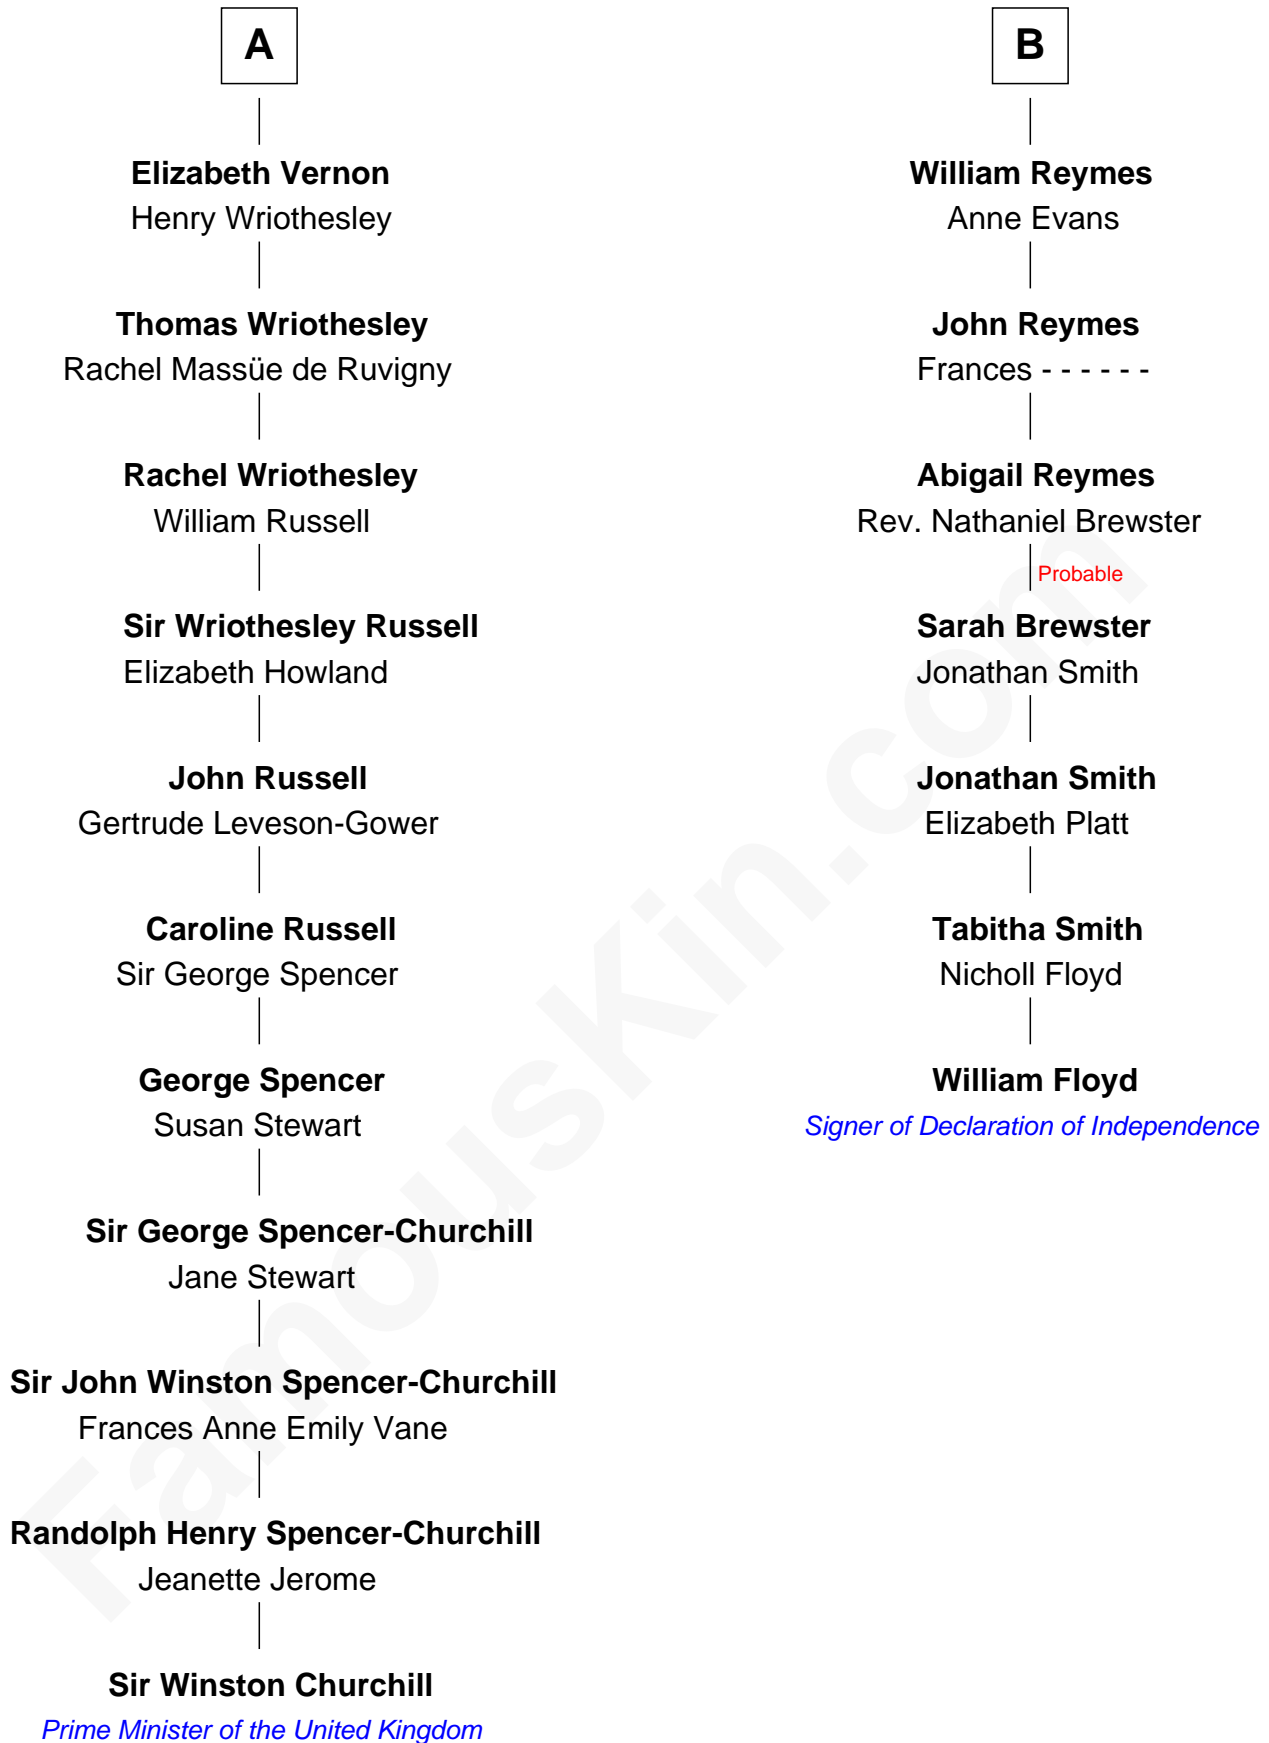 A
Elizabeth Vernon
Henry Wriothesley
Thomas Wriothesley
Rachel Massüe de Ruvigny
Rachel Wriothesley
William Russell
Sir Wriothesley Russell
Elizabeth Howland
John Russell
Gertrude Leveson-Gower
Caroline Russell
Sir George Spencer
George Spencer
Susan Stewart
Sir George Spencer-Churchill
Jane Stewart
Sir John Winston Spencer-Churchill
Frances Anne Emily Vane
Randolph Henry Spencer-Churchill
Jeanette Jerome
Sir Winston Churchill
Prime Minister of the United Kingdom
B
William Reymes
Anne Evans
John Reymes
Frances - - - - - -
Abigail Reymes
Rev. Nathaniel Brewster
Probable
Sarah Brewster
Jonathan Smith
Jonathan Smith
Elizabeth Platt
Tabitha Smith
Nicholl Floyd
William Floyd
Signer of Declaration of Independence
FamousKin.com